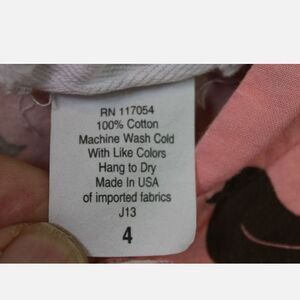 RN 117054
100% Cotton
Machine Wash Cold
With Like Colors
Hang to Dry
Made In USA
of imported fabrics
J13
4